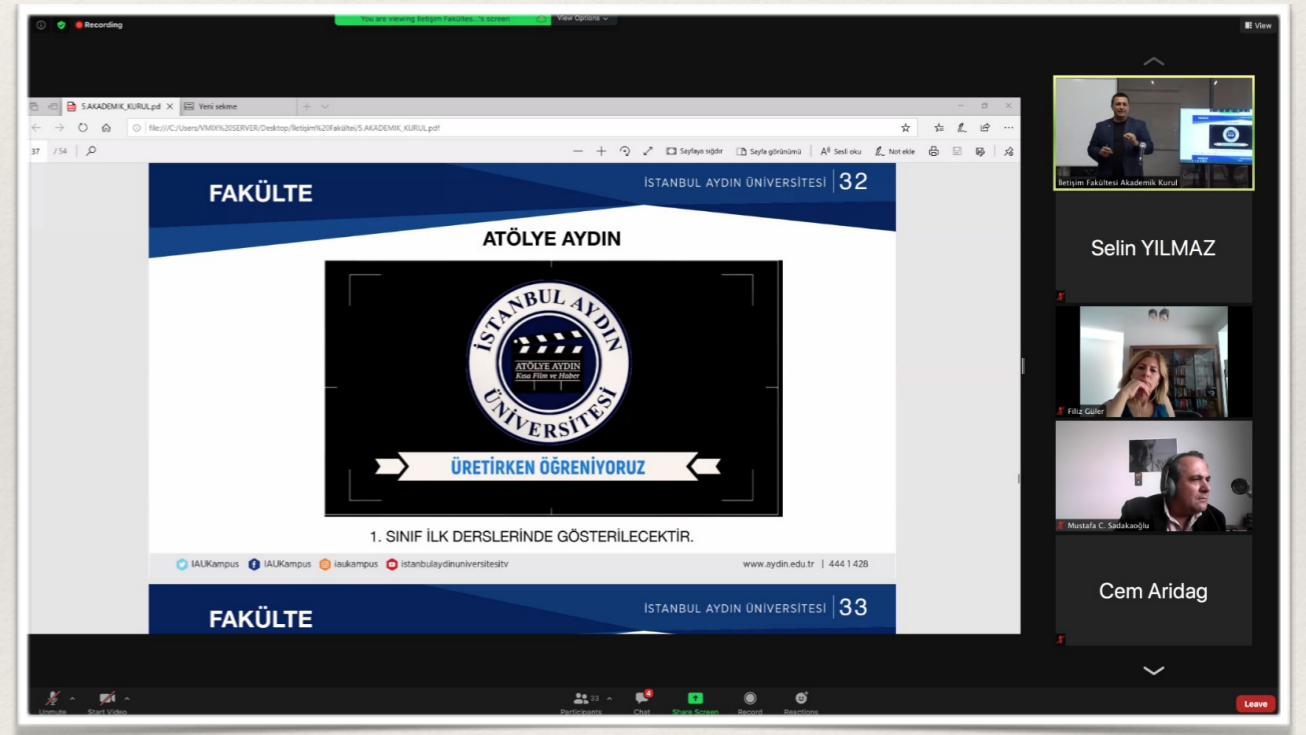 Recording
You are viewing İletişim Fakültes...'s screen
View Options
View
5.AKADEMIK_KURUL.pd
Yeni sekme
file:///C:/Users/VMIX%20SERVER/Desktop/İletişim%20Fakültei/5.AKADEMIK_KURUL.pdf
37 /54
Sayfaya sığdır
Sayfa görünümü
Sesli oku
Not ekle
FAKÜLTE
İSTANBUL AYDIN ÜNİVERSİTESİ 32
ATÖLYE AYDIN
İSTANBUL AYDIN
ATÖLYE AYDIN
Kısa Film ve Haber
ÜNİVERSİTESİ
ÜRETİRKEN ÖĞRENİYORUZ
1. SINIF İLK DERSLERİNDE GÖSTERİLECEKTİR.
IAUKampus IAUKampus iaukampus istanbulaydinuniversitesitv
www.aydin.edu.tr | 444 1 428
FAKÜLTE
İSTANBUL AYDIN ÜNİVERSİTESİ 33
İletişim Fakültesi Akademik Kurul
Selin YILMAZ
Filiz Güler
Mustafa C. Sadakaoğlu
Cem Aridag
Unmute
Start Video
33
Participants
4
Chat
Share Screen
Record
Reactions
Leave